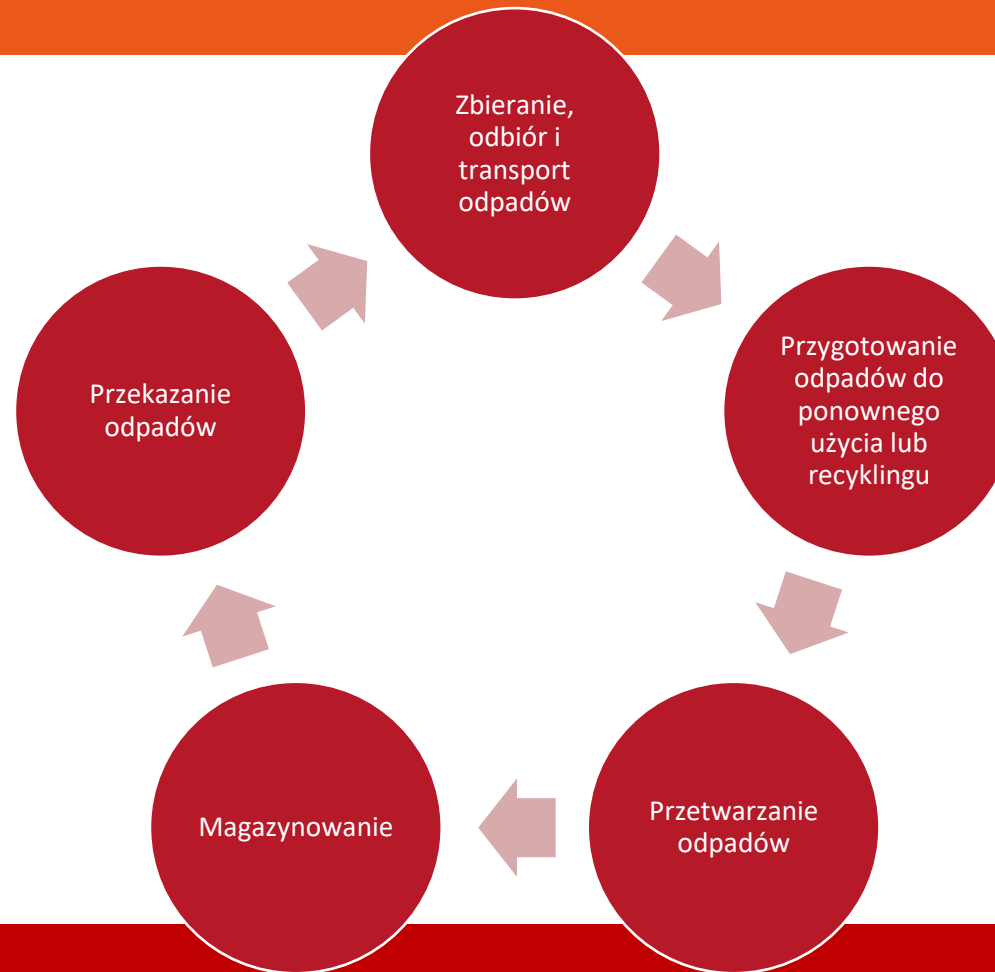 Zbieranie,
odbiór i
transport
odpadów
Przygotowanie
odpadów do
ponownego
użycia lub
recyklingu
Przetwarzanie
odpadów
Magazynowanie
Przekazanie
odpadów